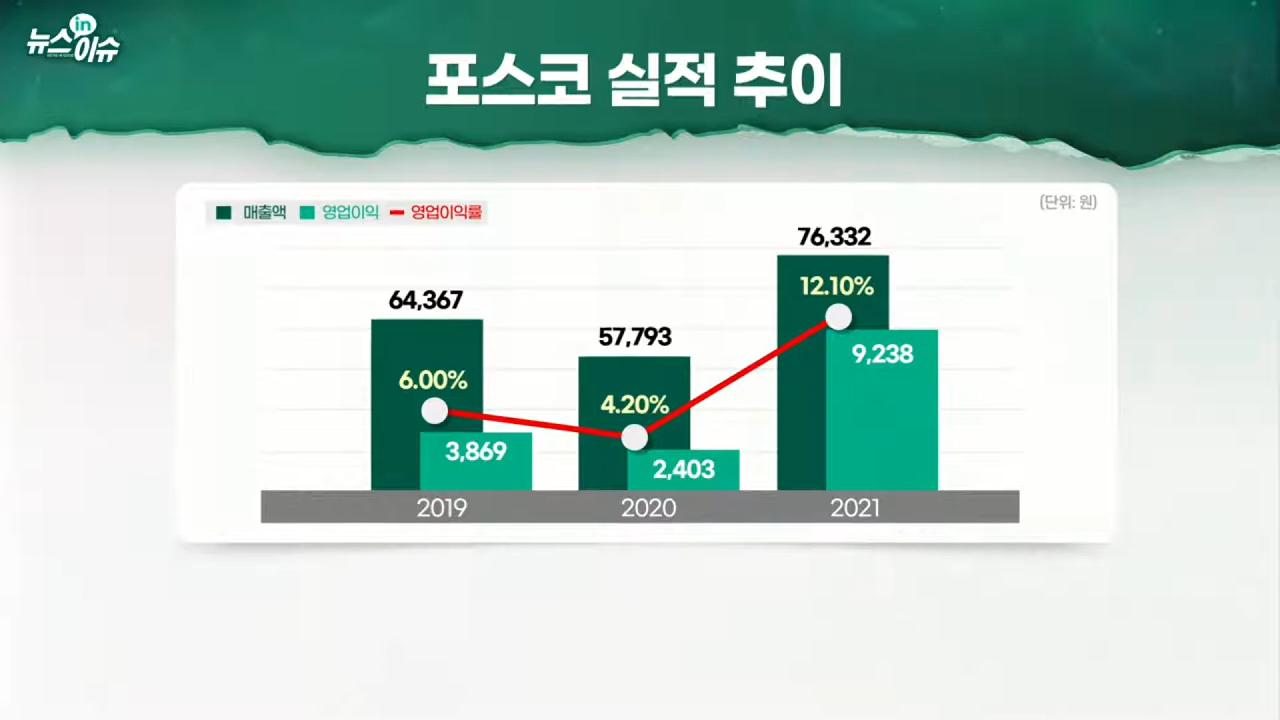 뉴스in이슈
포스코 실적 추이
매출액 영업이익 영업이익률
(단위: 원)
76,332
12.10%
64,367
57,793
9,238
6.00%
4.20%
3,869
2,403
2019 2020 2021